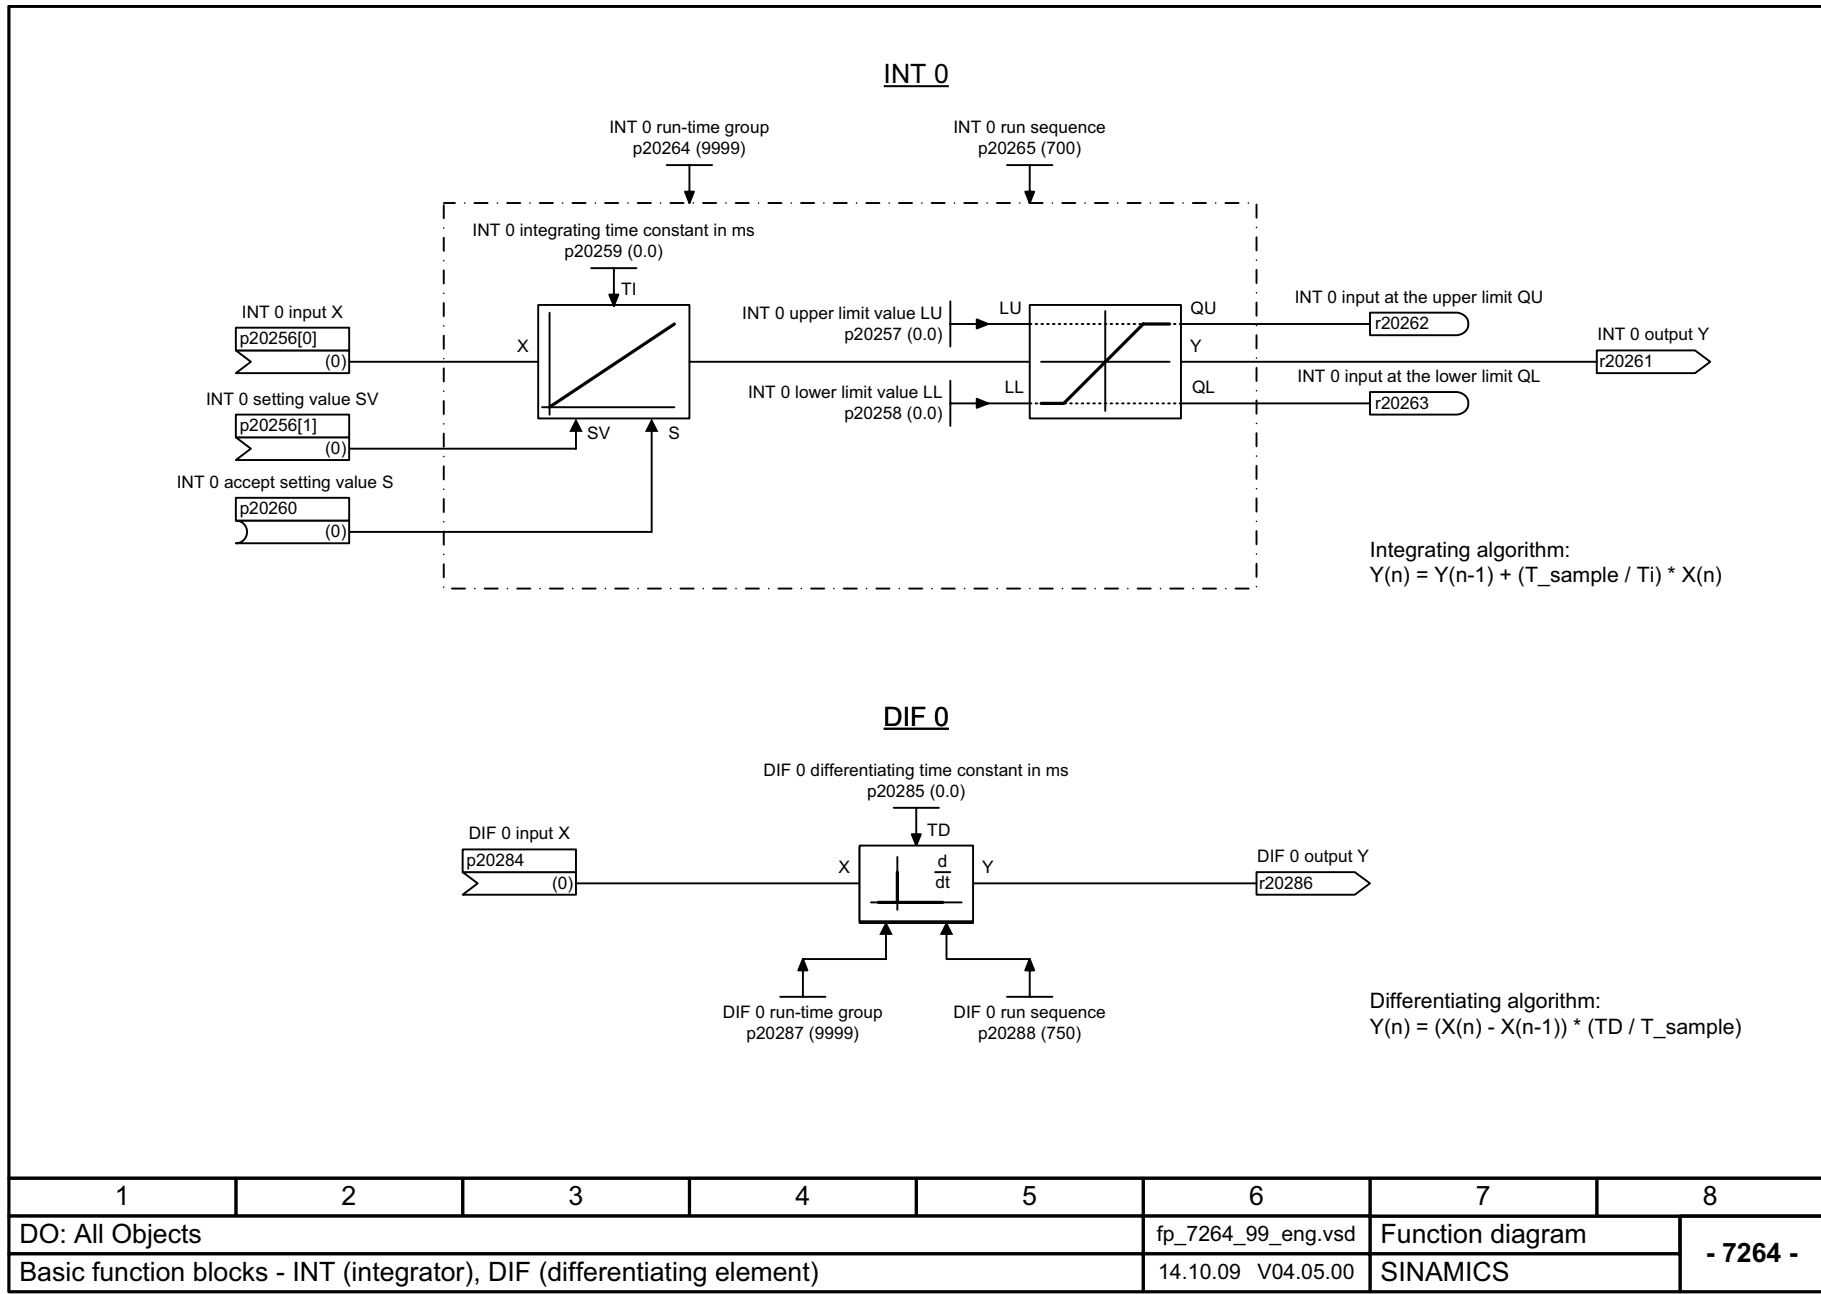 INT 0
INT 0 run-time group
p20264 (9999)
INT 0 run sequence
p20265 (700)
INT 0 integrating time constant in ms
p20259 (0.0)
TI
INT 0 input X
p20256[0]
(0)
X
INT 0 setting value SV
p20256[1]
(0)
SV
S
INT 0 accept setting value S
p20260
(0)
INT 0 upper limit value LU
p20257 (0.0)
LU
INT 0 lower limit value LL
p20258 (0.0)
LL
QU
Y
QL
INT 0 input at the upper limit QU
r20262
INT 0 output Y
r20261
INT 0 input at the lower limit QL
r20263
Integrating algorithm:
Y(n) = Y(n-1) + (T_sample / Ti) * X(n)
DIF 0
DIF 0 differentiating time constant in ms
p20285 (0.0)
TD
DIF 0 input X
p20284
(0)
X
d
dt
Y
DIF 0 output Y
r20286
DIF 0 run-time group
p20287 (9999)
DIF 0 run sequence
p20288 (750)
Differentiating algorithm:
Y(n) = (X(n) - X(n-1)) * (TD / T_sample)
1 2 3 4 5 6 7 8
DO: All Objects
fp_7264_99_eng.vsd
Function diagram
- 7264 -
Basic function blocks - INT (integrator), DIF (differentiating element)
14.10.09 V04.05.00
SINAMICS